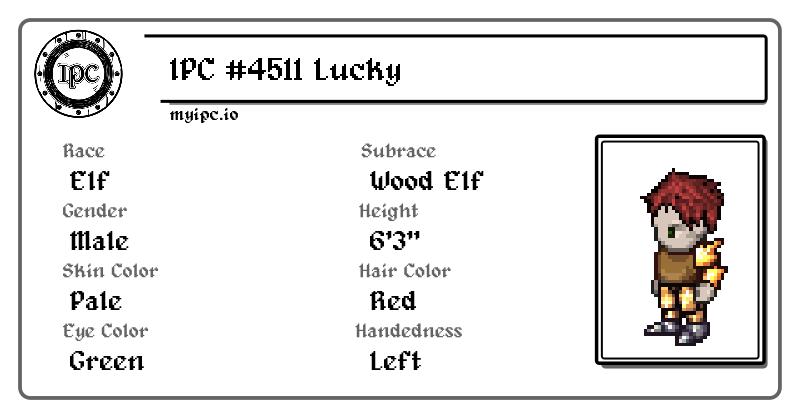 IPC
IPC #4511 Lucky
myipc.io
Race
Elf
Subrace
Wood Elf
Gender
Male
Height
6'3"
Skin Color
Pale
Hair Color
Red
Eye Color
Green
Handedness
Left